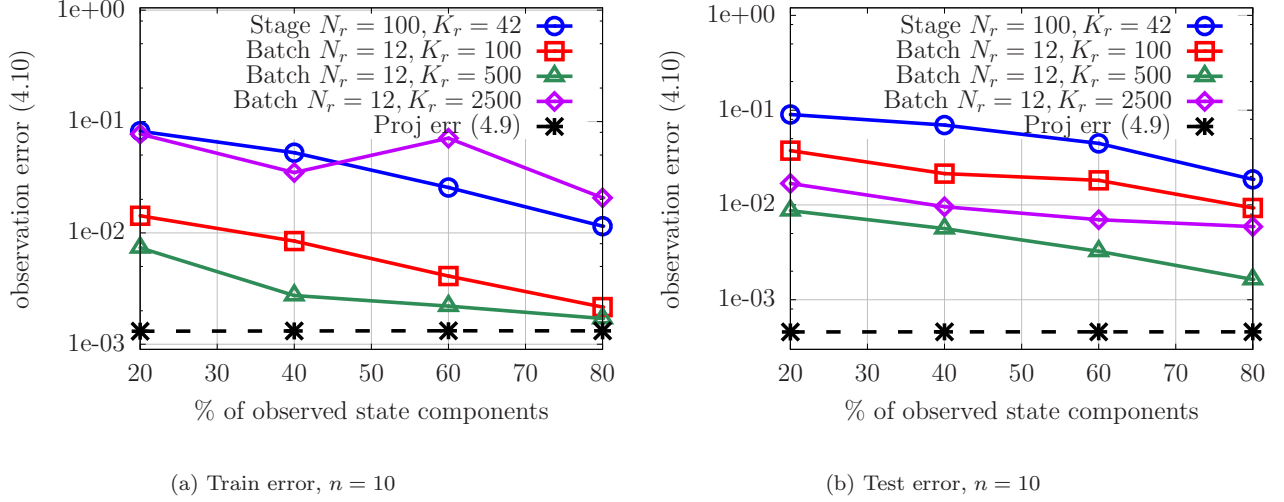 1e+00
1e-01
1e-02
1e-03
20 30 40 50 60 70 80
observation error (4.10)
% of observed state components
Stage N_r = 100, K_r = 42
Batch N_r = 12, K_r = 100
Batch N_r = 12, K_r = 500
Batch N_r = 12, K_r = 2500
Proj err (4.9)
(a) Train error, n = 10
1e+00
1e-01
1e-02
1e-03
20 30 40 50 60 70 80
observation error (4.10)
% of observed state components
Stage N_r = 100, K_r = 42
Batch N_r = 12, K_r = 100
Batch N_r = 12, K_r = 500
Batch N_r = 12, K_r = 2500
Proj err (4.9)
(b) Test error, n = 10